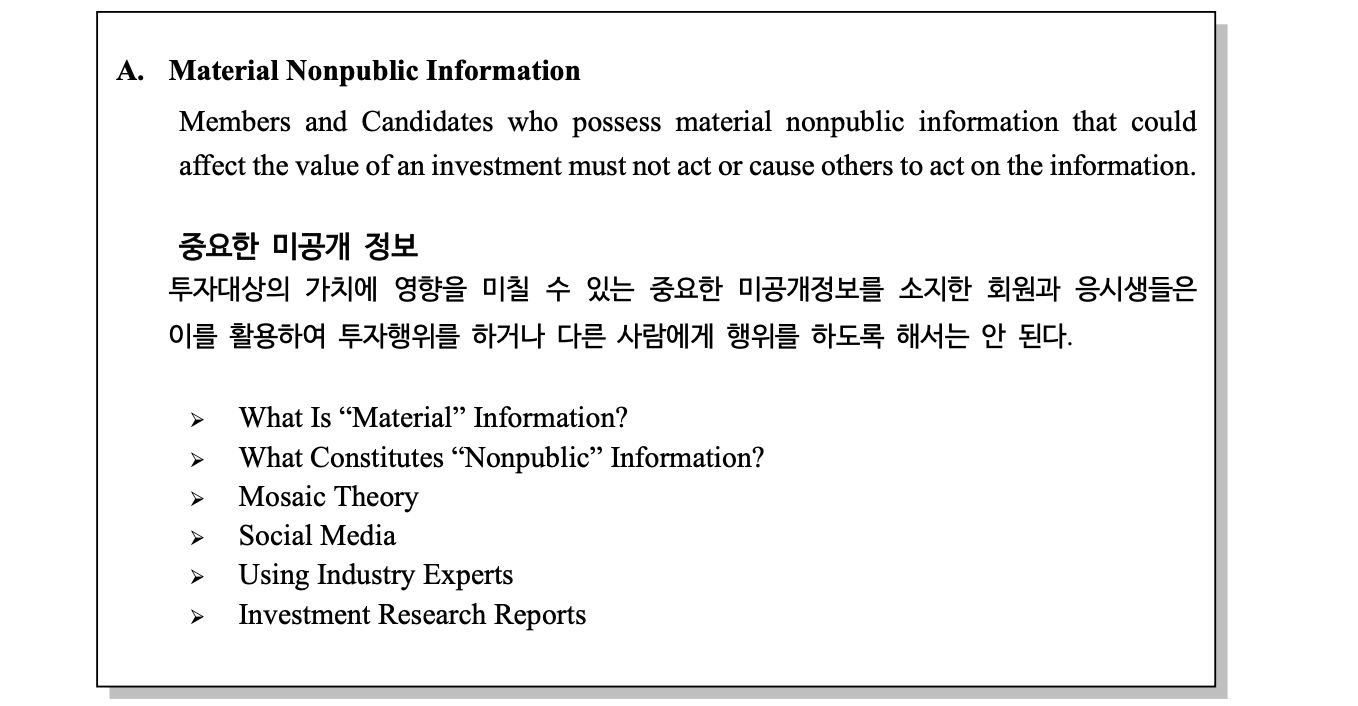 A. Material Nonpublic Information
Members and Candidates who possess material nonpublic information that could
affect the value of an investment must not act or cause others to act on the information.
중요한 미공개 정보
투자대상의 가치에 영향을 미칠 수 있는 중요한 미공개정보를 소지한 회원과 응시생들은
이를 활용하여 투자행위를 하거나 다른 사람에게 행위를 하도록 해서는 안 된다.
➢ What Is “Material” Information?
➢ What Constitutes “Nonpublic” Information?
➢ Mosaic Theory
➢ Social Media
➢ Using Industry Experts
➢ Investment Research Reports